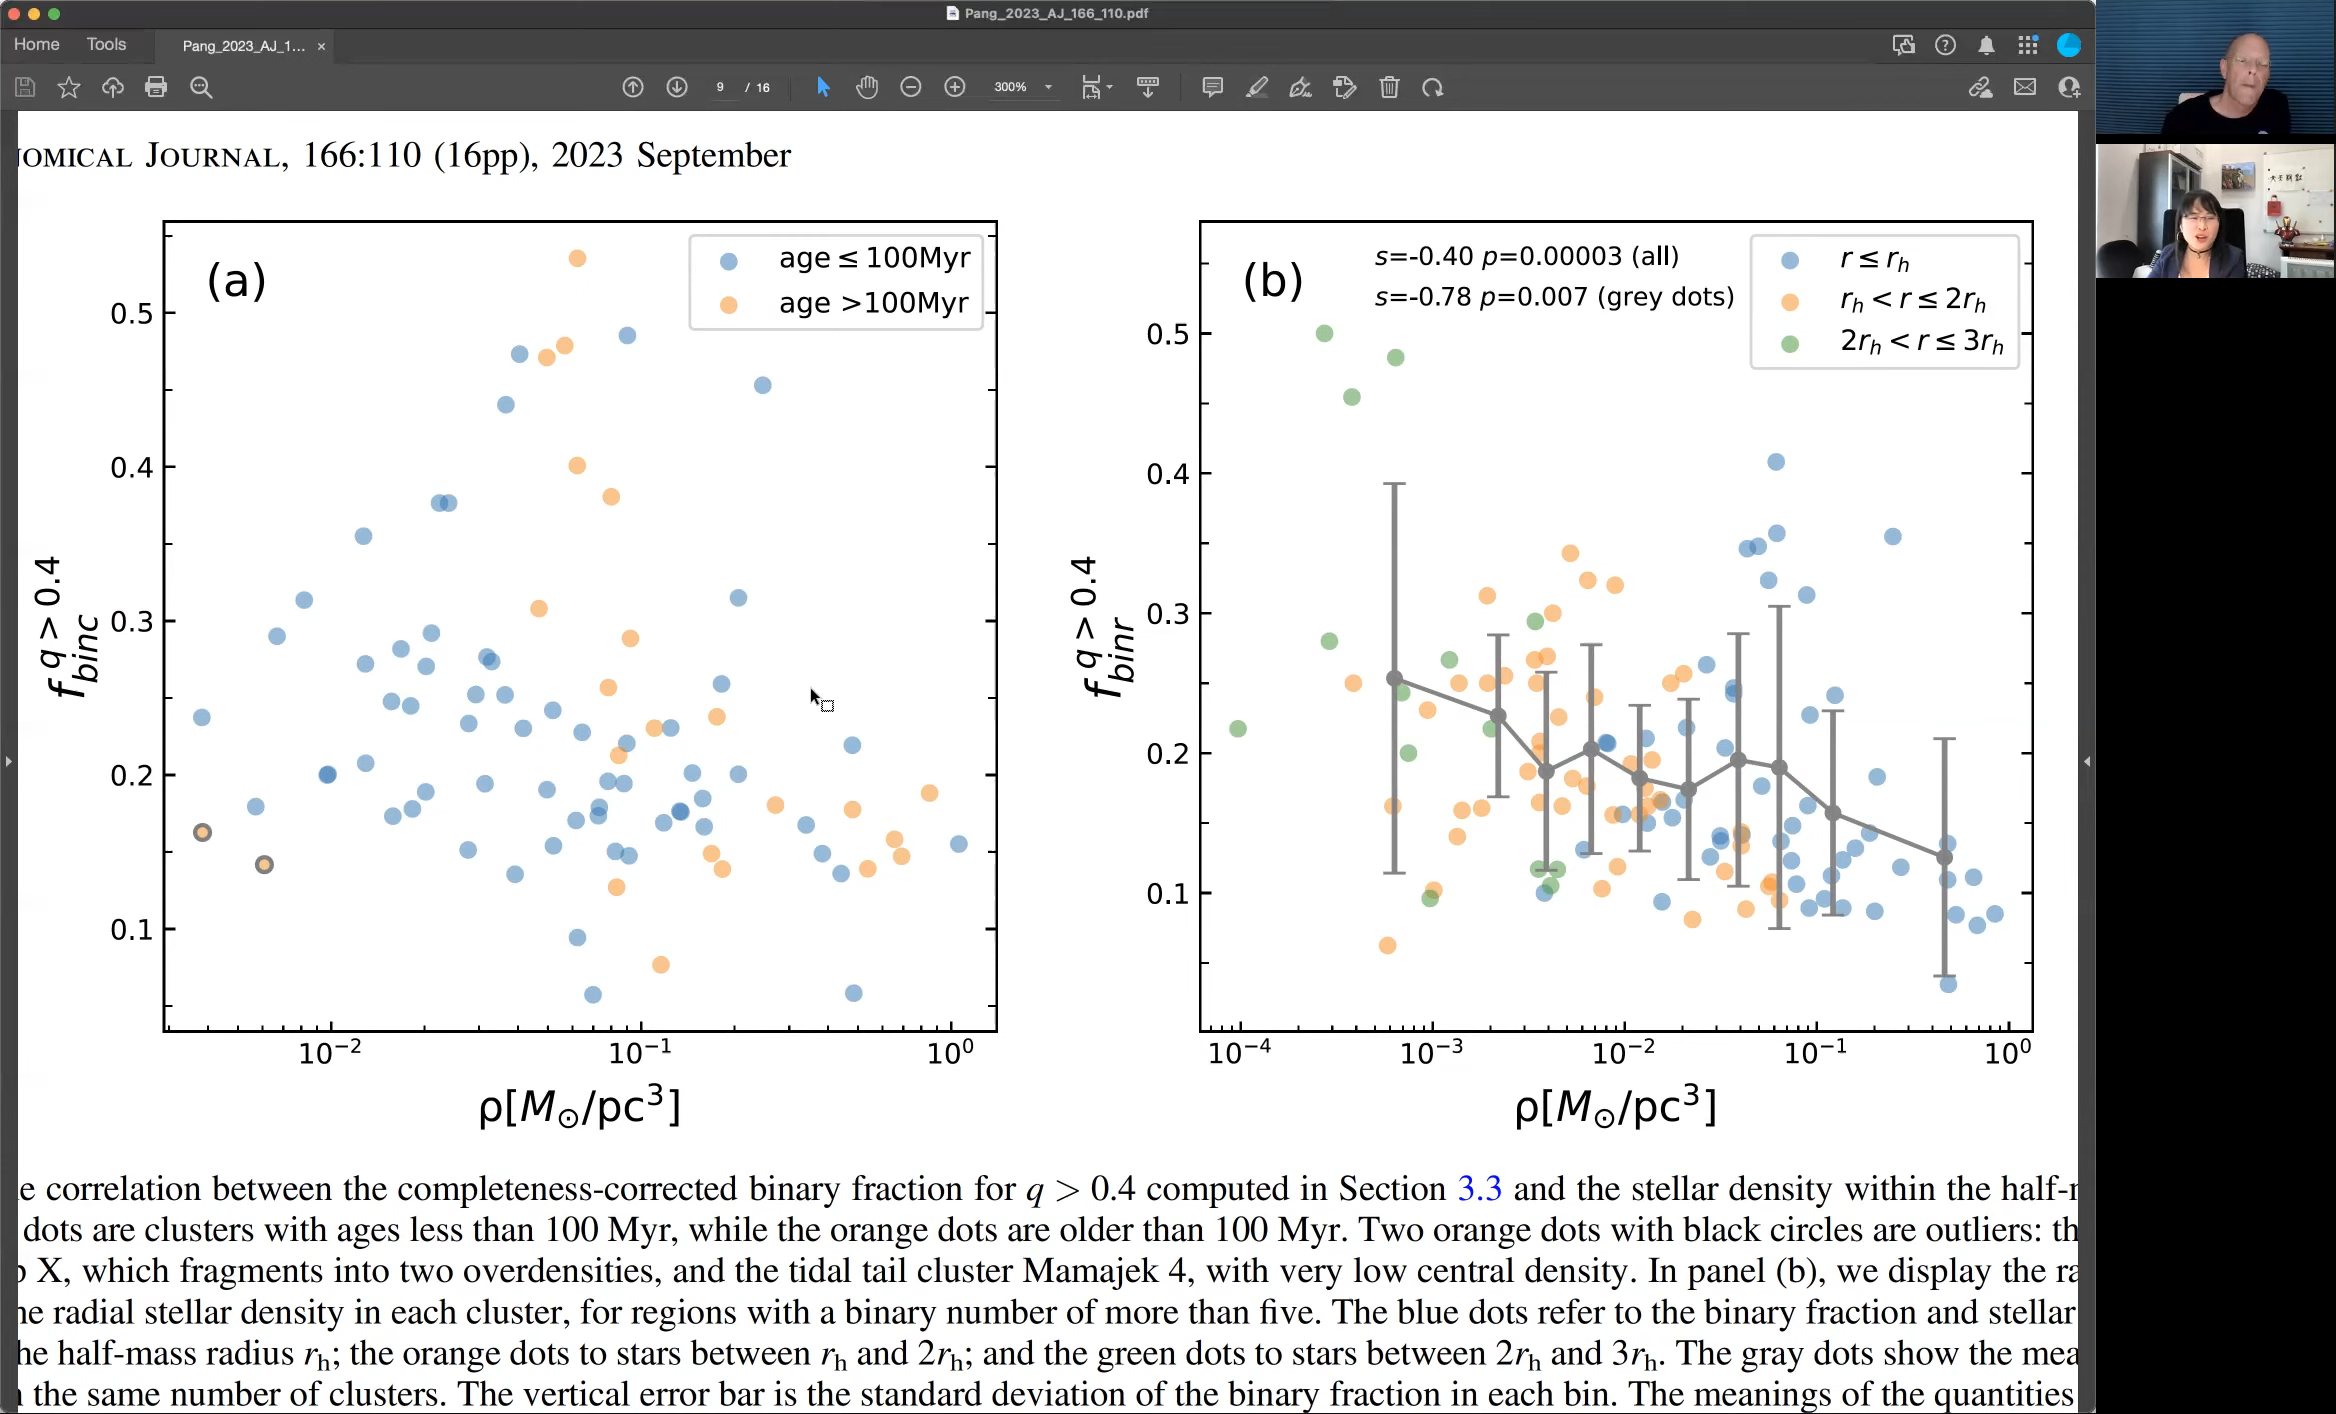 Pang_2023_AJ_166_110.pdf
Home Tools Pang_2023_AJ_1... ×
9 / 16 300%
OMICAL JOURNAL, 166:110 (16pp), 2023 September
(a)
age ≤ 100Myr
age >100Myr
0.5
0.4
0.3
0.2
0.1
f_binc^{q > 0.4}
10⁻² 10⁻¹ 10⁰
ρ[M⊙/pc³]
(b)
s=-0.40 p=0.00003 (all)
s=-0.78 p=0.007 (grey dots)
r ≤ r_h
r_h < r ≤ 2r_h
2r_h < r ≤ 3r_h
0.5
0.4
0.3
0.2
0.1
f_binr^{q > 0.4}
10⁻⁴ 10⁻³ 10⁻² 10⁻¹ 10⁰
ρ[M⊙/pc³]
e correlation between the completeness-corrected binary fraction for q > 0.4 computed in Section 3.3 and the stellar density within the half-
dots are clusters with ages less than 100 Myr, while the orange dots are older than 100 Myr. Two orange dots with black circles are outliers: th
X, which fragments into two overdensities, and the tidal tail cluster Mamajek 4, with very low central density. In panel (b), we display the ra
he radial stellar density in each cluster, for regions with a binary number of more than five. The blue dots refer to the binary fraction and stellar
he half-mass radius r_h; the orange dots to stars between r_h and 2r_h; and the green dots to stars between 2r_h and 3r_h. The gray dots show the mea
the same number of clusters. The vertical error bar is the standard deviation of the binary fraction in each bin. The meanings of the quantities